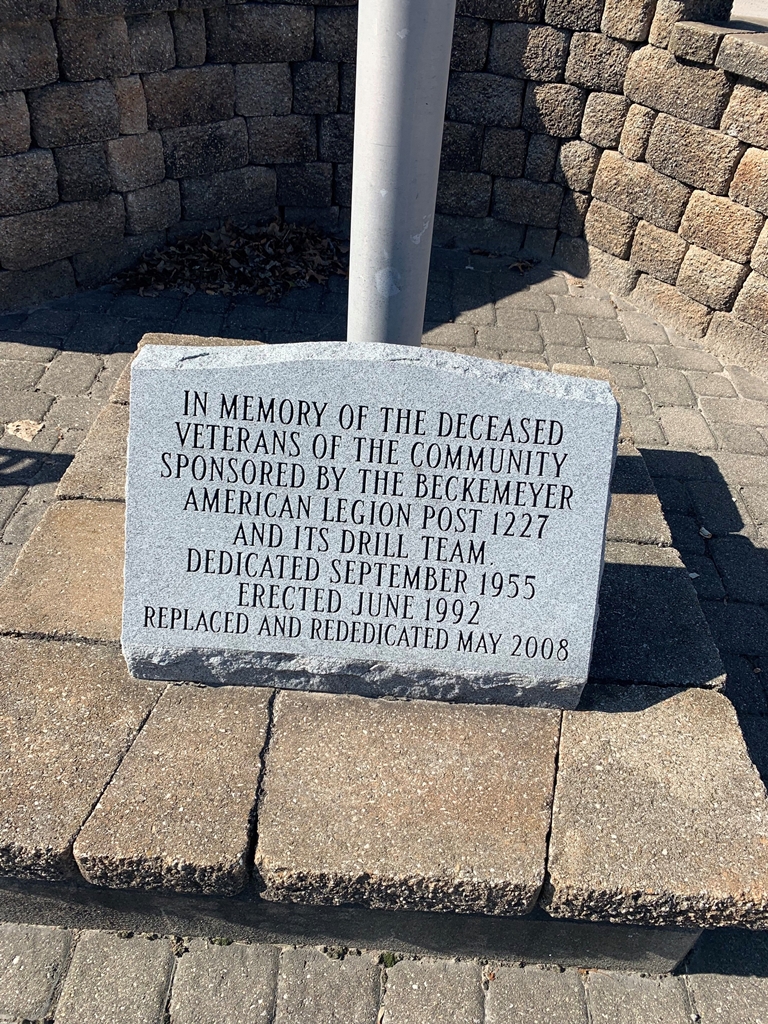 IN MEMORY OF THE DECEASED
VETERANS OF THE COMMUNITY
SPONSORED BY THE BECKEMEYER
AMERICAN LEGION POST 1227
AND ITS DRILL TEAM.
DEDICATED SEPTEMBER 1955
ERECTED JUNE 1992
REPLACED AND REDEDICATED MAY 2008